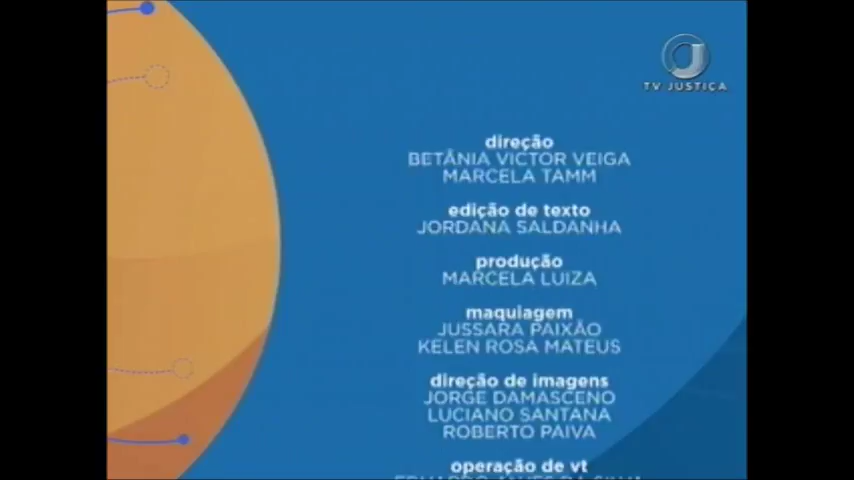 TV JUSTIÇA
direção
BETÂNIA VICTOR VEIGA
MARCELA TAMM
edição de texto
JORDANA SALDANHA
produção
MARCELA LUIZA
maquiagem
JUSSARA PAIXÃO
KELEN ROSA MATEUS
direção de imagens
JORGE DAMASCENO
LUCIANO SANTANA
ROBERTO PAIVA
operação de vt